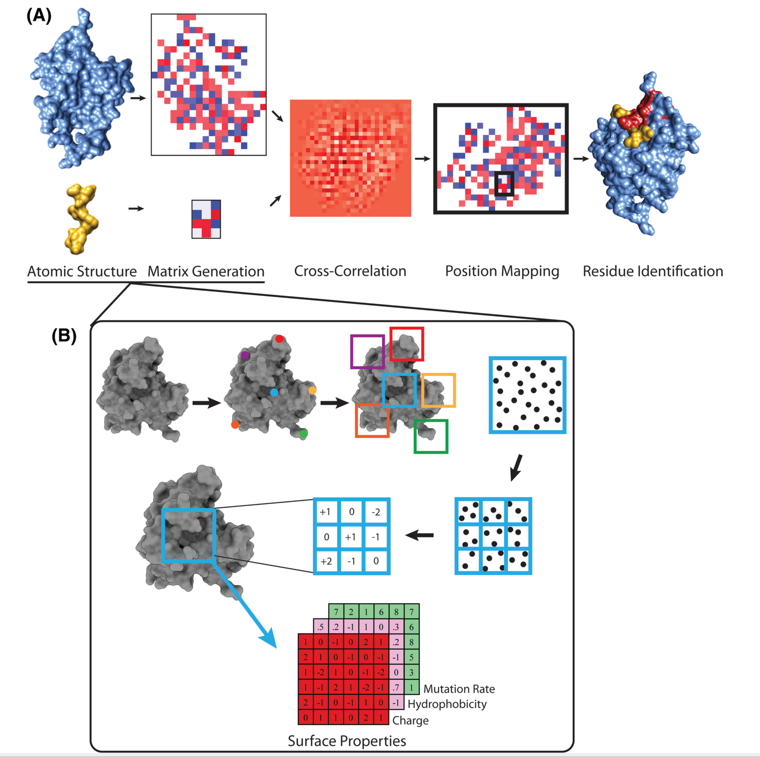 (A)
Atomic Structure Matrix Generation Cross-Correlation Position Mapping Residue Identification
(B)
+1 0 -2
0 +1 -1
+2 -1 0
7 2 1 6 8 7
.5 .2 -1 1 0 .3 6
1 0 -1 0 2 1 .2 8
2 1 0 -1 0 -1 -1 5
1 -2 1 0 -1 -2 0 3
1 -1 2 1 -2 -1 .7 1 Mutation Rate
2 -1 0 -1 1 0 -1 Hydrophobicity
0 1 1 0 2 1 Charge
Surface Properties